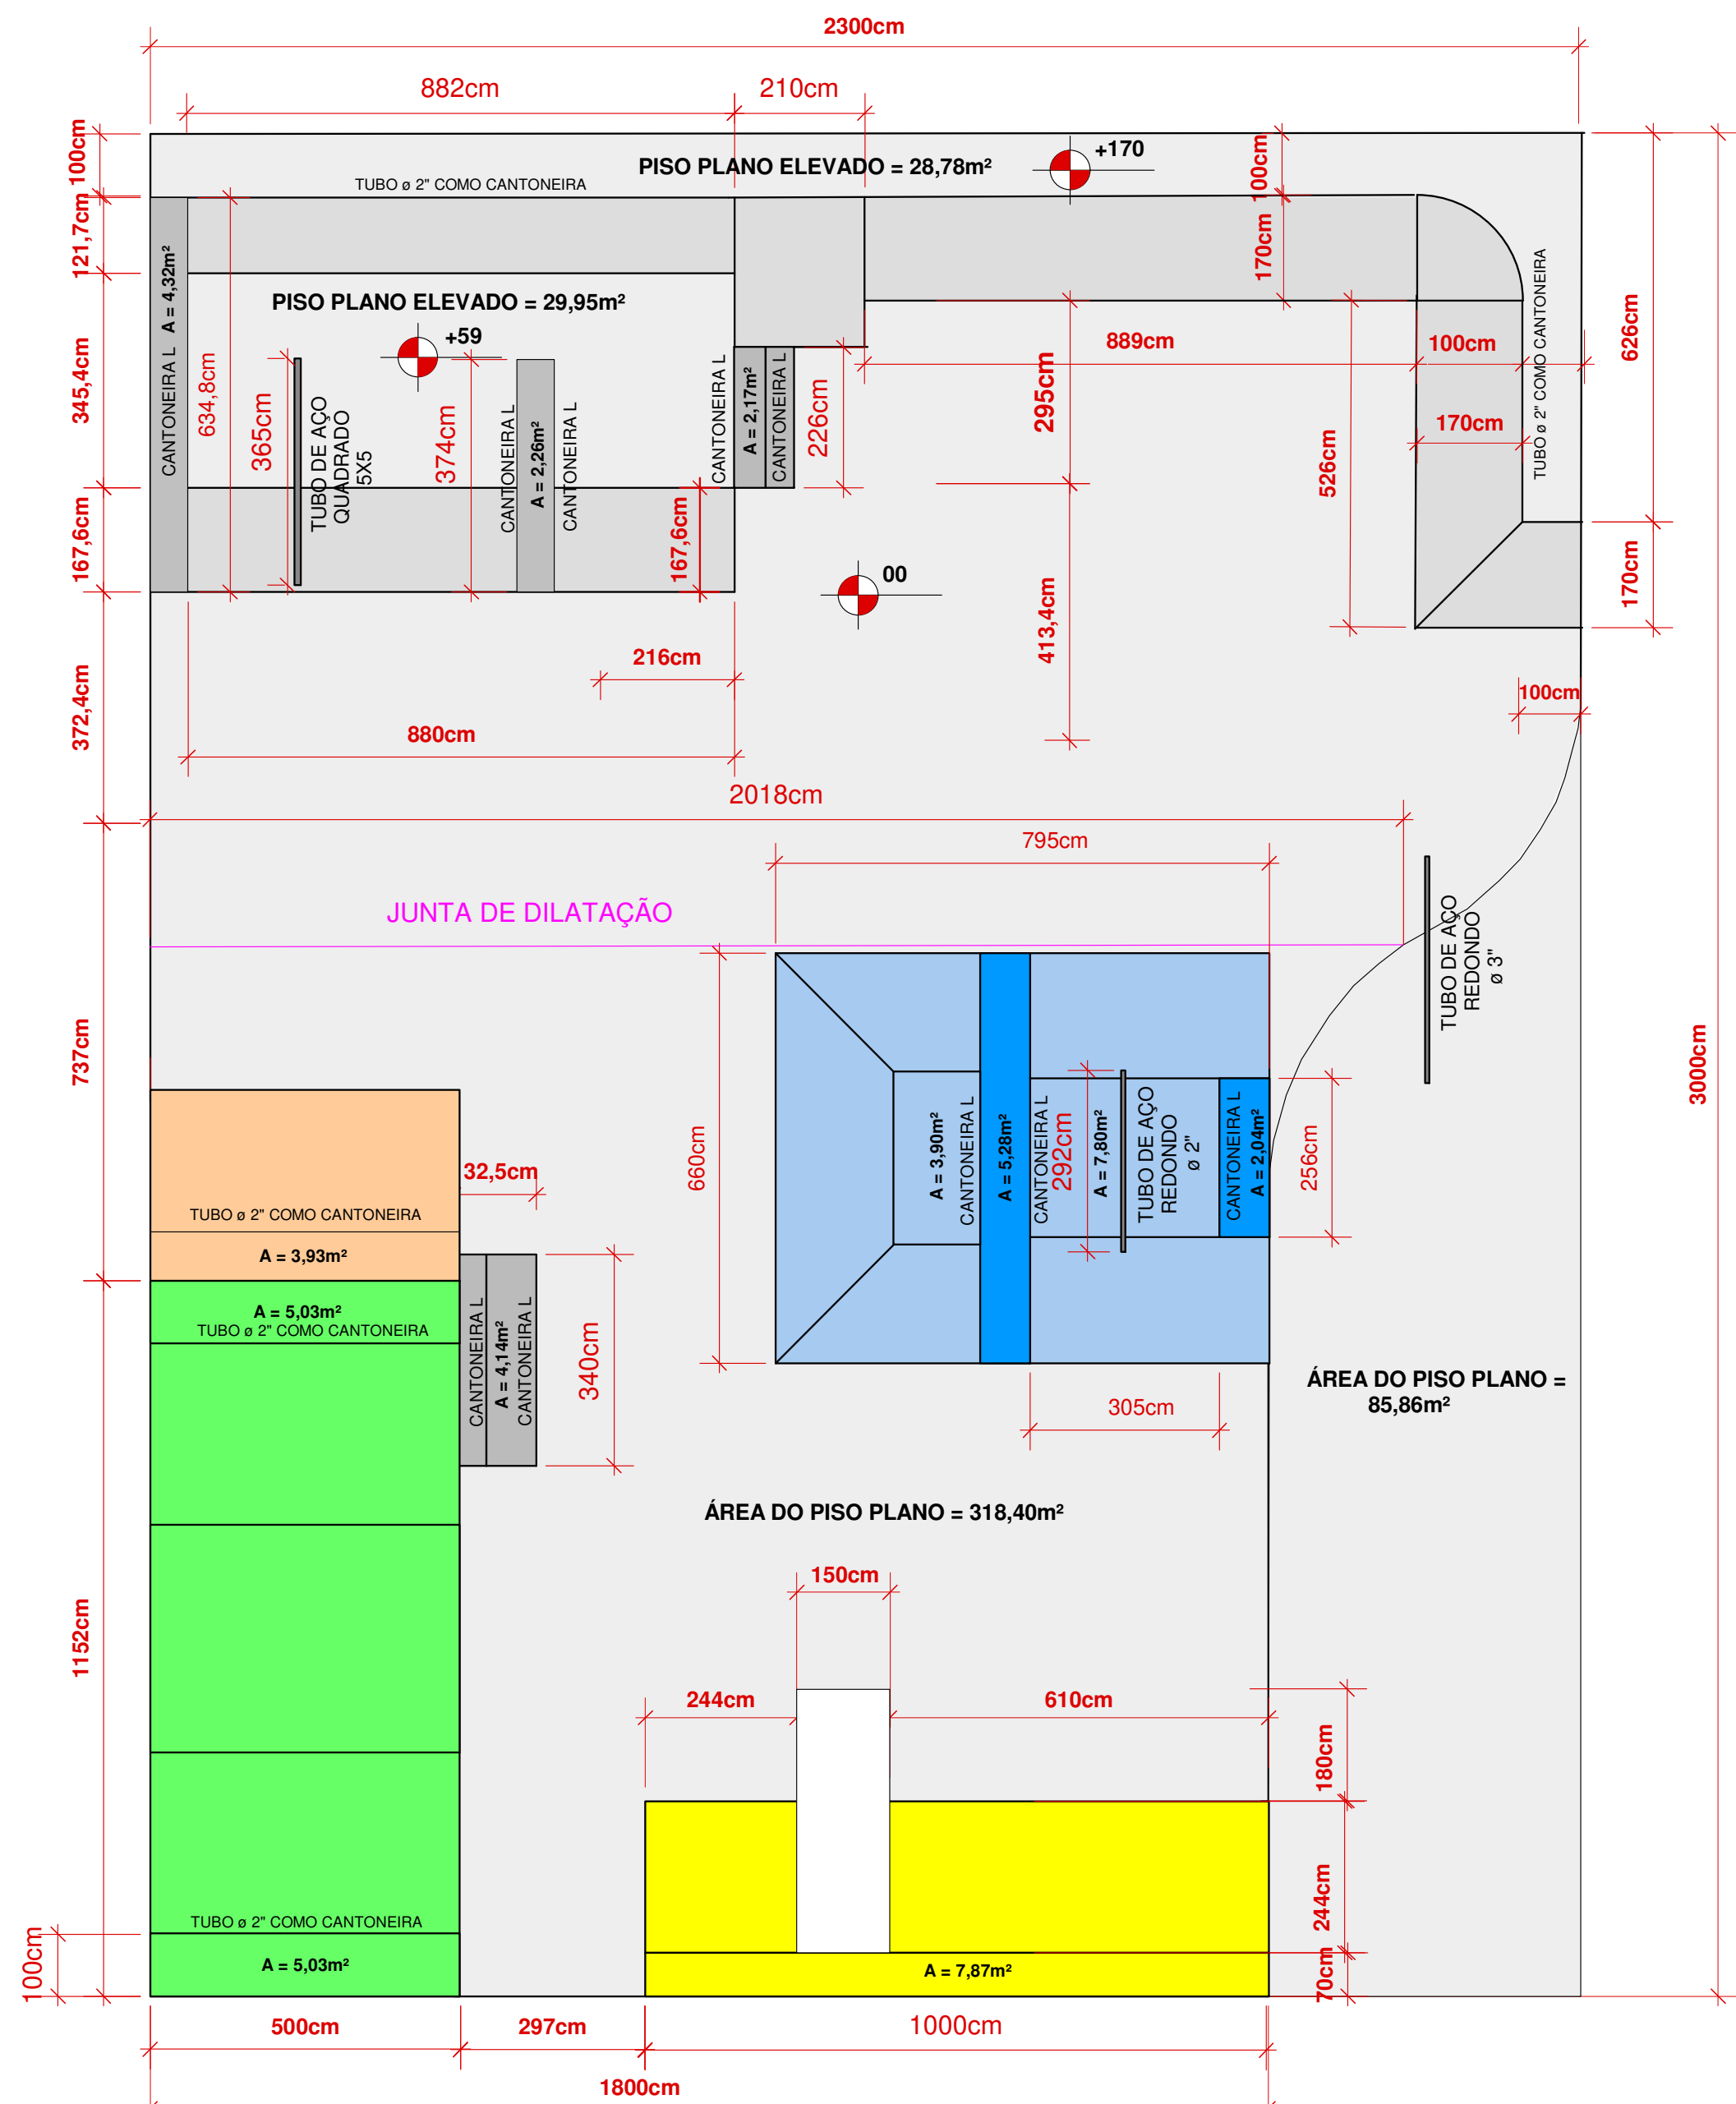 2300cm
882cm
210cm
100cm
PISO PLANO ELEVADO = 28,78m²
+170
100cm
TUBO ø 2" COMO CANTONEIRA
121,7cm
170cm
CANTONEIRA L
A = 4,32m²
PISO PLANO ELEVADO = 29,95m²
+59
345,4cm
634,8cm
365cm
TUBO DE AÇO
QUADRADO
5X5
374cm
CANTONEIRA L
A = 2,26m²
CANTONEIRA L
CANTONEIRA L
A = 2,17m²
CANTONEIRA L
226cm
295cm
889cm
100cm
TUBO ø 2" COMO CANTONEIRA
626cm
170cm
526cm
167,6cm
167,6cm
00
170cm
413,4cm
216cm
372,4cm
880cm
100cm
2018cm
795cm
JUNTA DE DILATAÇÃO
TUBO DE AÇO
REDONDO
ø 3"
737cm
3000cm
660cm
A = 3,90m²
CANTONEIRA L
A = 5,28m²
CANTONEIRA L
292cm
A = 7,80m²
TUBO DE AÇO
REDONDO
ø 2"
CANTONEIRA L
A = 2,04m²
256cm
32,5cm
TUBO ø 2" COMO CANTONEIRA
A = 3,93m²
A = 5,03m²
TUBO ø 2" COMO CANTONEIRA
CANTONEIRA L
A = 4,14m²
CANTONEIRA L
340cm
305cm
ÁREA DO PISO PLANO =
85,86m²
ÁREA DO PISO PLANO = 318,40m²
150cm
1152cm
244cm
610cm
180cm
244cm
TUBO ø 2" COMO CANTONEIRA
100cm
A = 5,03m²
A = 7,87m²
70cm
500cm
297cm
1000cm
1800cm